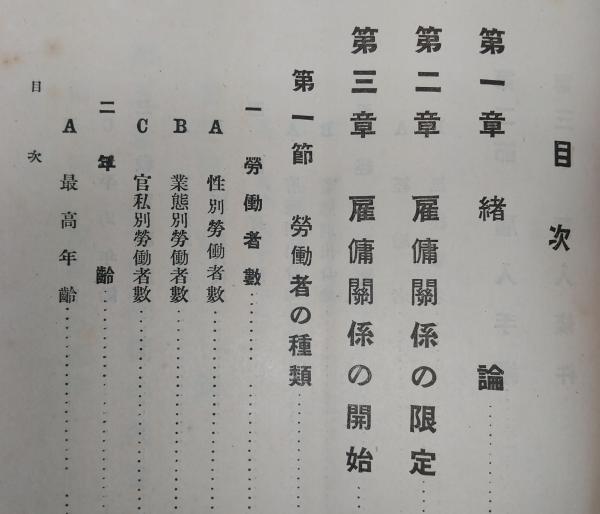 目次
第一章 緒論
第二章 雇傭關係の限定
第三章 雇傭關係の開始
第一節 勞働者の種類
一 勞働者數
A 性別勞働者數
B 業態別勞働者數
C 官私別勞働者數
二 年齡
A 最高年齡
目次